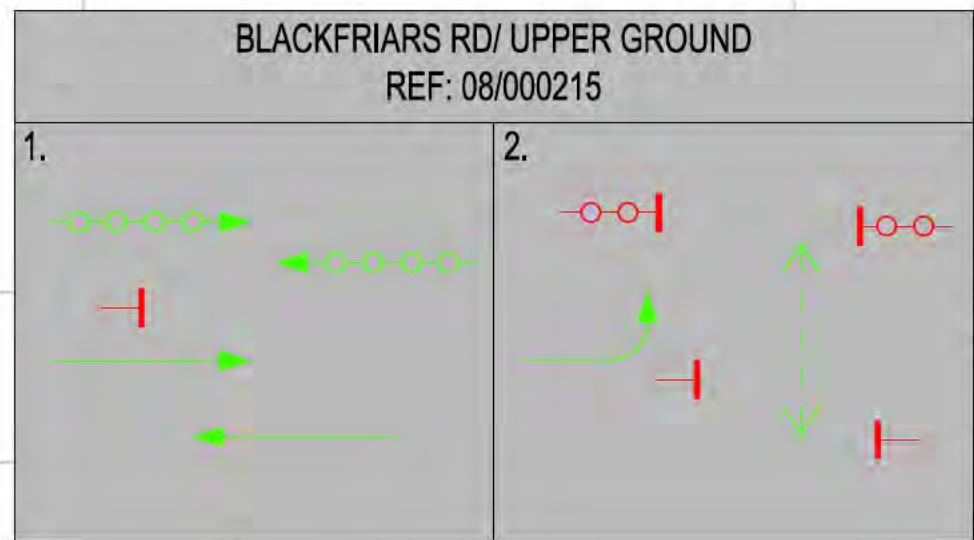 BLACKFRIARS RD/ UPPER GROUND
REF: 08/000215
1.
2.